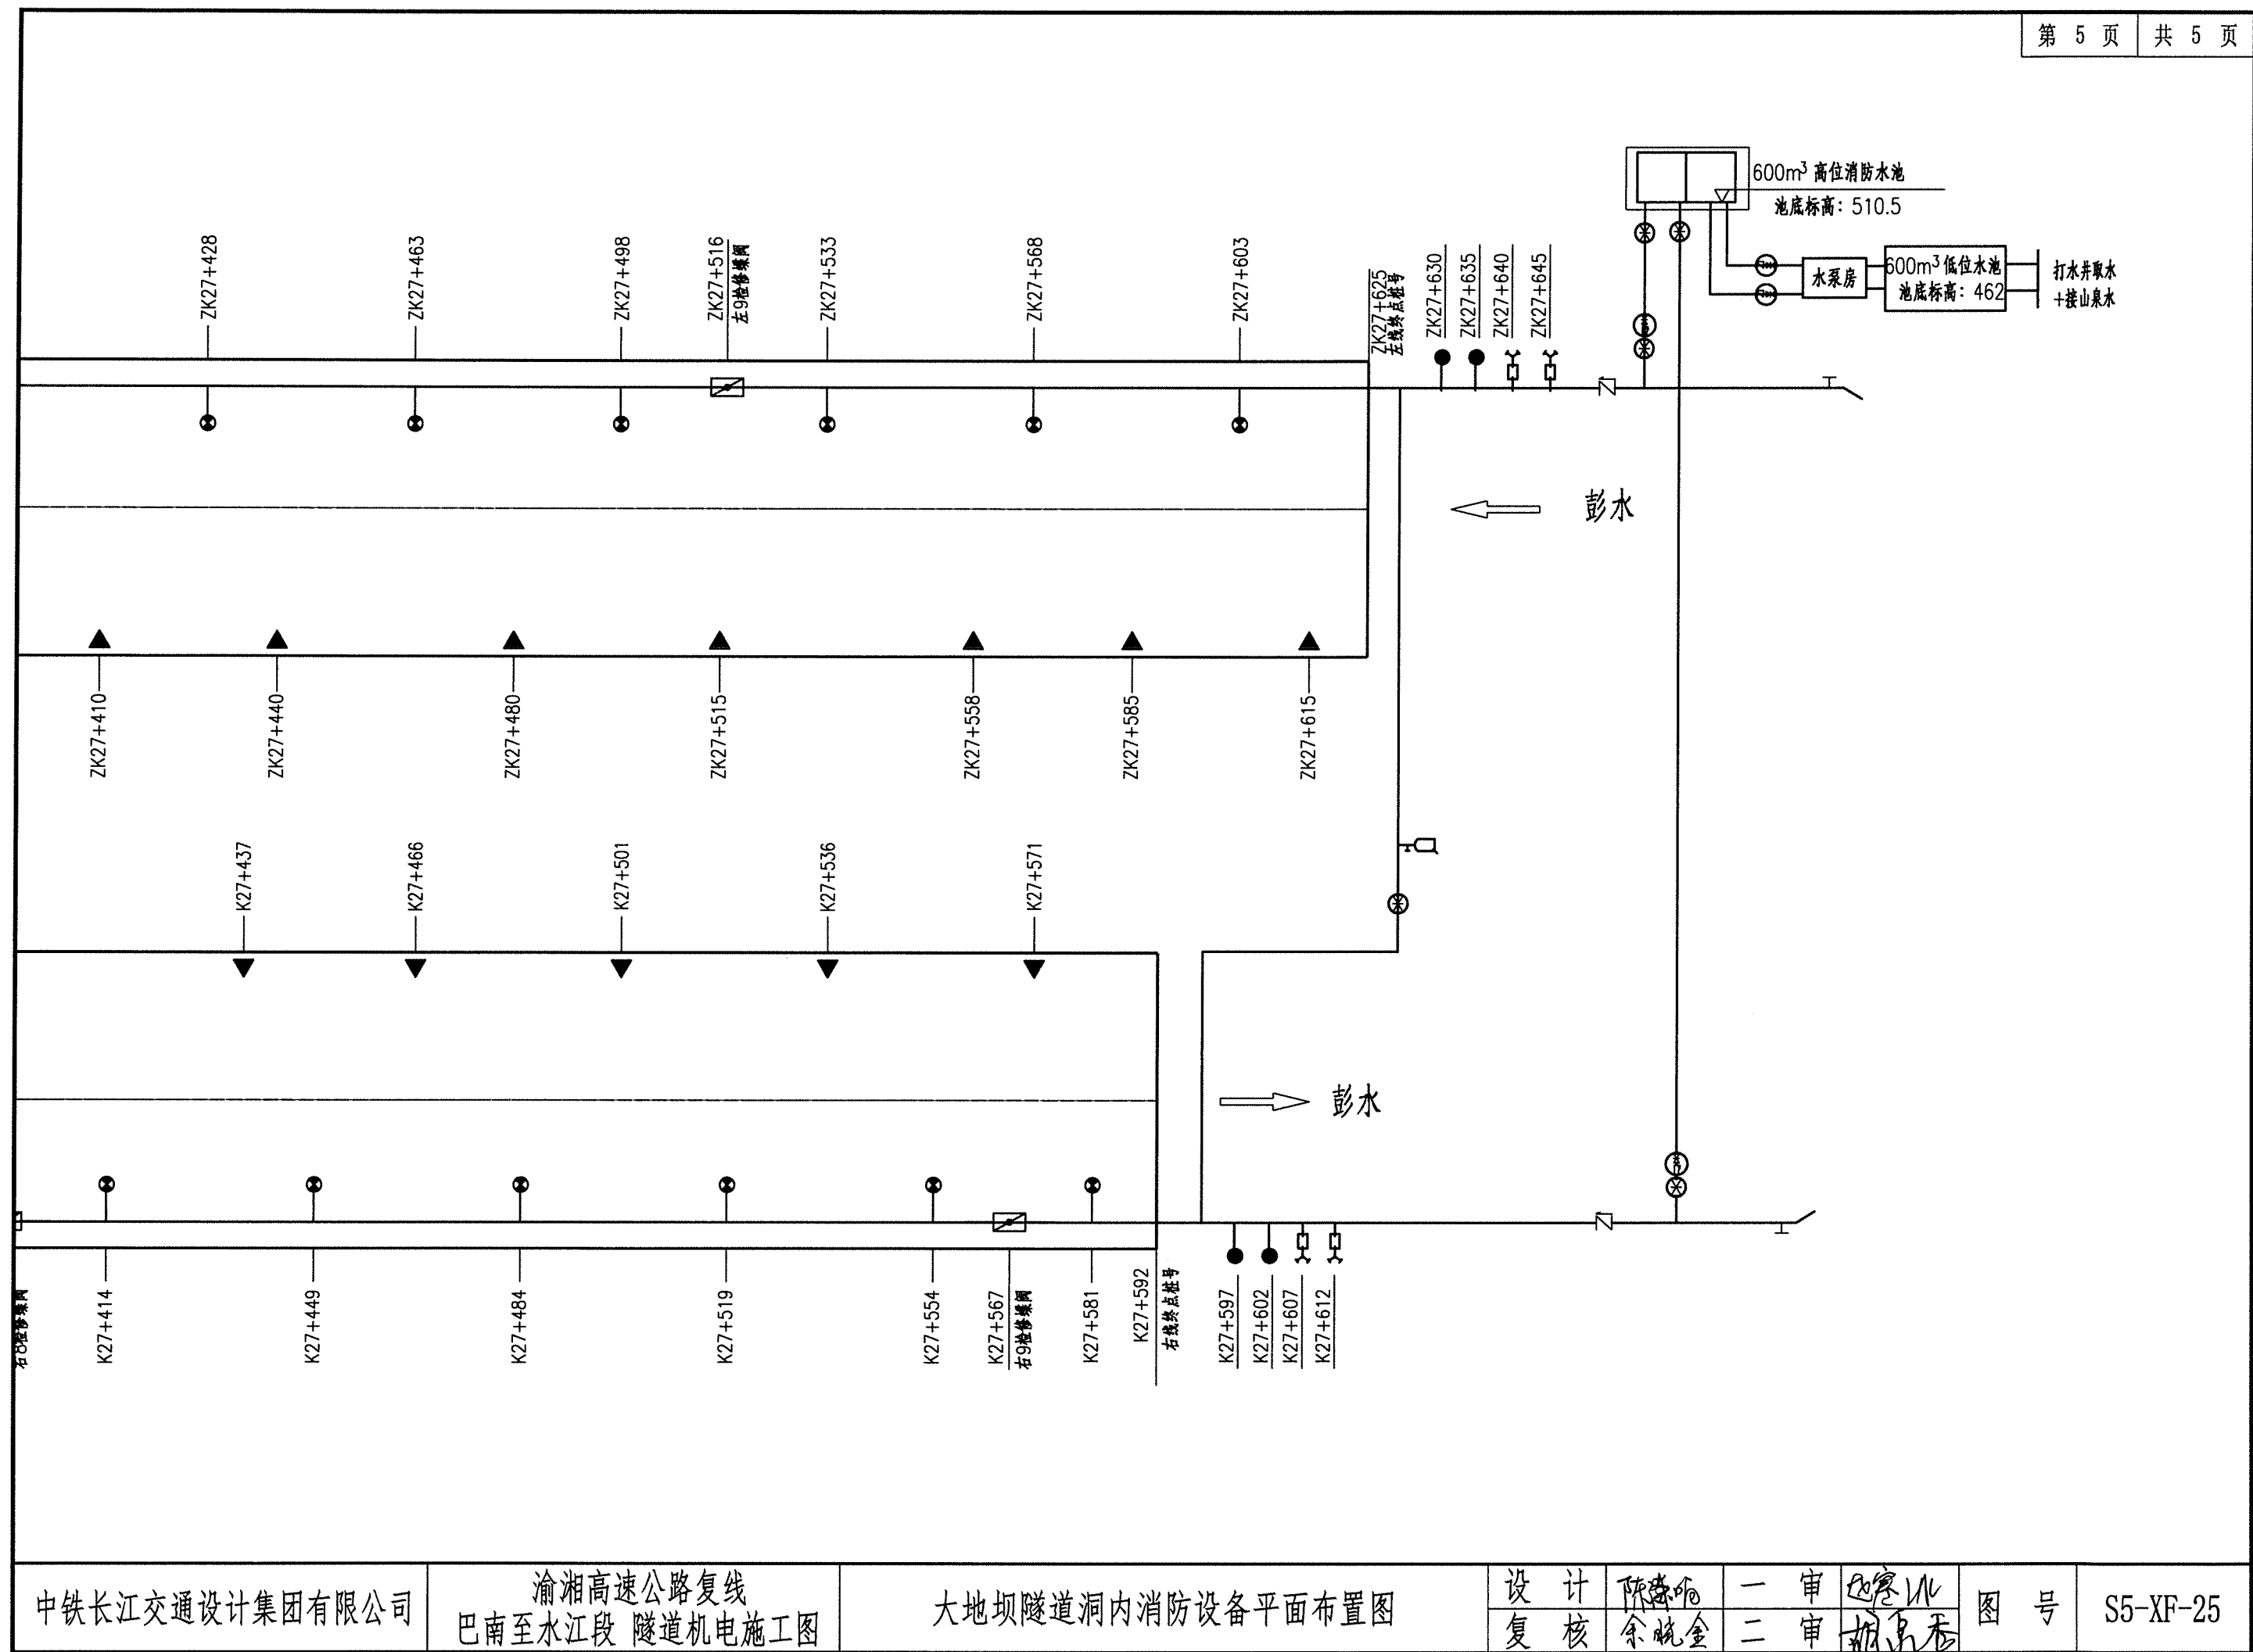 第 5 页 共 5 页
600m³ 高位消防水池
池底标高：510.5
水泵房
600m³ 低位水池
池底标高：462
打水井取水
+接山泉水
ZK27+428
ZK27+463
ZK27+498
ZK27+516
左9检修蝶阀
ZK27+533
ZK27+568
ZK27+603
ZK27+625
左线终点桩号
ZK27+630
ZK27+635
ZK27+640
ZK27+645
彭水
ZK27+410
ZK27+440
ZK27+480
ZK27+515
ZK27+558
ZK27+585
ZK27+615
K27+437
K27+466
K27+501
K27+536
K27+571
彭水
右8检修蝶阀
K27+414
K27+449
K27+484
K27+519
K27+554
K27+567
右9检修蝶阀
K27+581
K27+592
右线终点桩号
K27+597
K27+602
K27+607
K27+612
中铁长江交通设计集团有限公司
渝湘高速公路复线
巴南至水江段 隧道机电施工图
大地坝隧道洞内消防设备平面布置图
设 计
一 审
复 核 余晓金
二 审
图 号
S5-XF-25